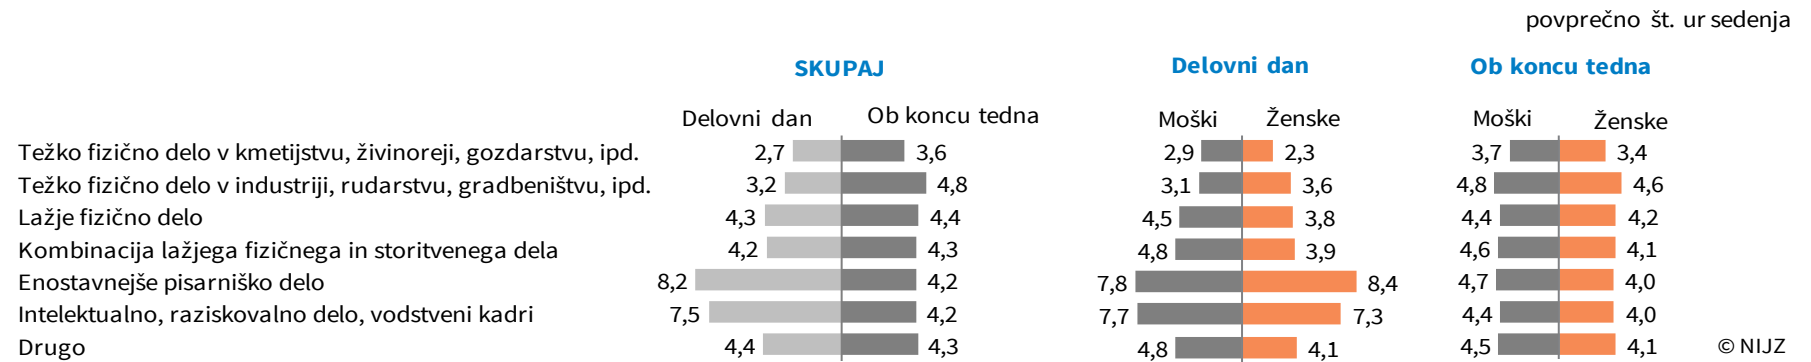 povprečno št. ur sedenja
SKUPAJ Delovni dan Ob koncu tedna
Delovni dan Ob koncu tedna Moški Ženske Moški Ženske
Težko fizično delo v kmetijstvu, živinoreji, gozdarstvu, ipd. 2,7 3,6 2,9 2,3 3,7 3,4
Težko fizično delo v industriji, rudarstvu, gradbeništvu, ipd. 3,2 4,8 3,1 3,6 4,8 4,6
Lažje fizično delo 4,3 4,4 4,5 3,8 4,4 4,2
Kombinacija lažjega fizičnega in storitvenega dela 4,2 4,3 4,8 3,9 4,6 4,1
Enostavnejše pisarniško delo 8,2 4,2 7,8 8,4 4,7 4,0
Intelektualno, raziskovalno delo, vodstveni kadri 7,5 4,2 7,7 7,3 4,4 4,0
Drugo 4,4 4,3 4,8 4,1 4,5 4,1 © NIJZ